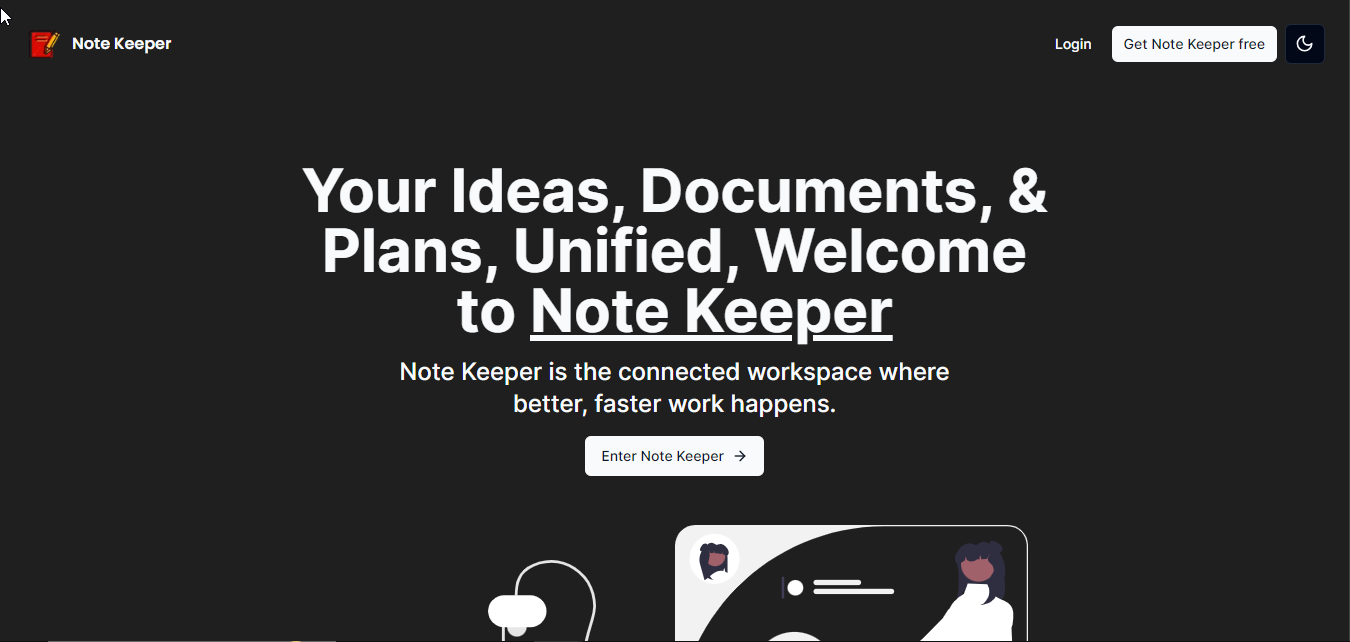 Note Keeper
Login
Get Note Keeper free
Your Ideas, Documents, &
Plans, Unified, Welcome
to Note Keeper
Note Keeper is the connected workspace where
better, faster work happens.
Enter Note Keeper